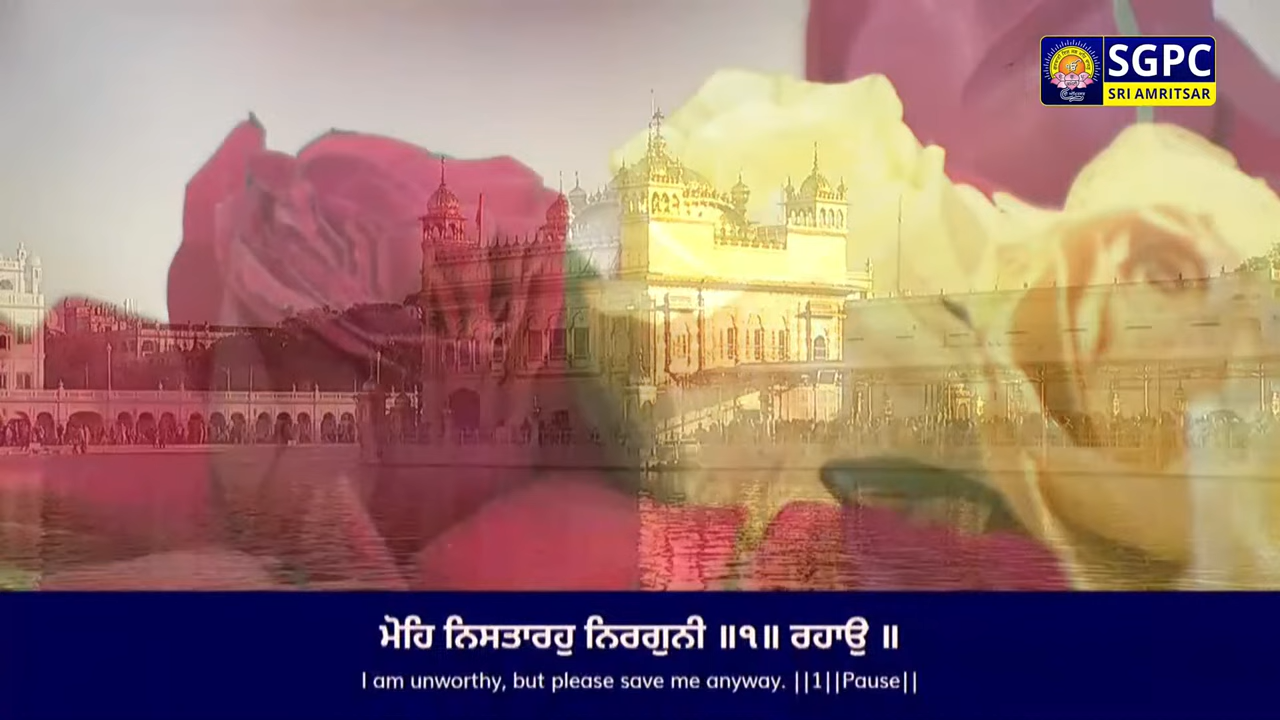 SGPC
SRI AMRITSAR
ਮੋਹਿ ਨਿਸਤਾਰਹੁ ਨਿਰਗੁਨੀ ॥੧॥ ਰਹਾਉ ॥
I am unworthy, but please save me anyway. ||1||Pause||